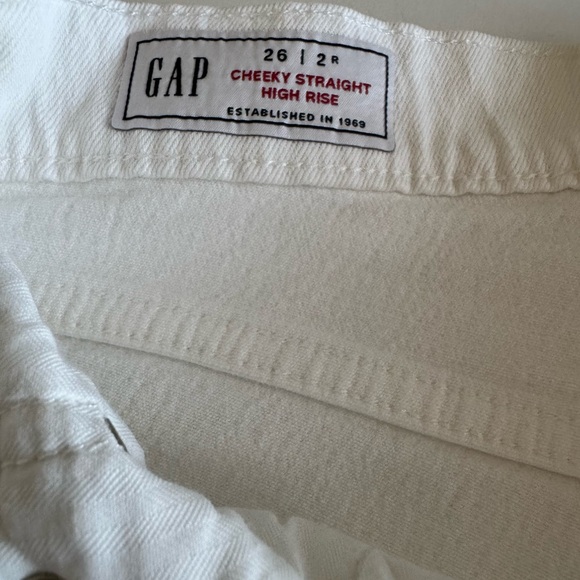 GAP
26 | 2R
CHEEKY STRAIGHT
HIGH RISE
ESTABLISHED IN 1969